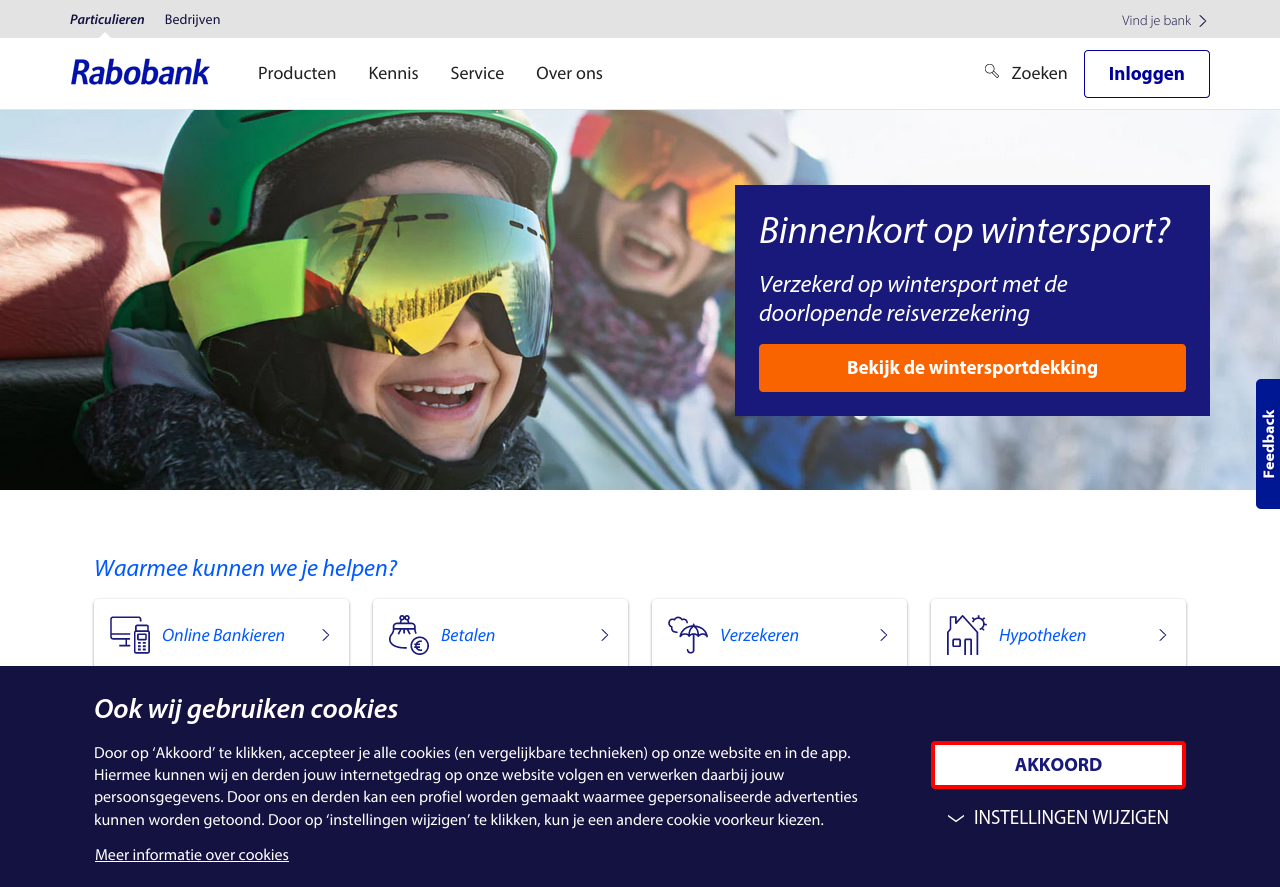 Particulieren Bedrijven Vind je bank
Rabobank Producten Kennis Service Over ons Zoeken Inloggen
Binnenkort op wintersport?
Verzekerd op wintersport met de
doorlopende reisverzekering
Bekijk de wintersportdekking
Feedback
Waarmee kunnen we je helpen?
Online Bankieren Betalen Verzekeren Hypotheken
Ook wij gebruiken cookies
Door op ‘Akkoord’ te klikken, accepteer je alle cookies (en vergelijkbare technieken) op onze website en in de app.
Hiermee kunnen wij en derden jouw internetgedrag op onze website volgen en verwerken daarbij jouw
persoonsgegevens. Door ons en derden kan een profiel worden gemaakt waarmee gepersonaliseerde advertenties
kunnen worden getoond. Door op ‘instellingen wijzigen’ te klikken, kun je een andere cookie voorkeur kiezen.
Meer informatie over cookies
AKKOORD
INSTELLINGEN WIJZIGEN